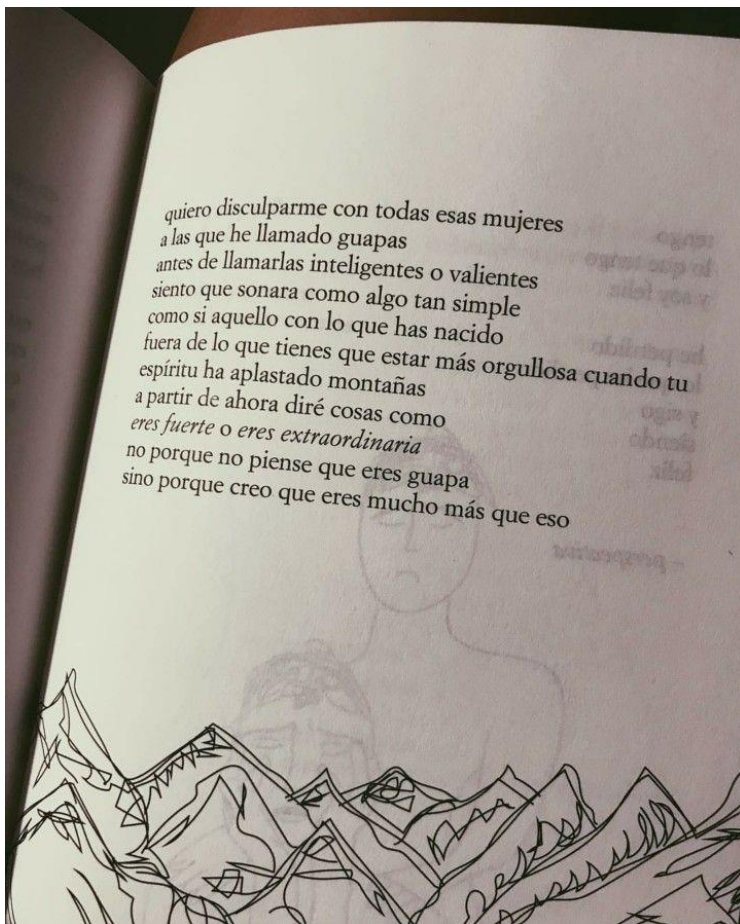 quiero disculparme con todas esas mujeres
a las que he llamado guapas
antes de llamarlas inteligentes o valientes
siento que sonara como algo tan simple
como si aquello con lo que has nacido
fuera de lo que tienes que estar más orgullosa cuando tu
espíritu ha aplastado montañas
a partir de ahora diré cosas como
eres fuerte o eres extraordinaria
no porque no piense que eres guapa
sino porque creo que eres mucho más que eso